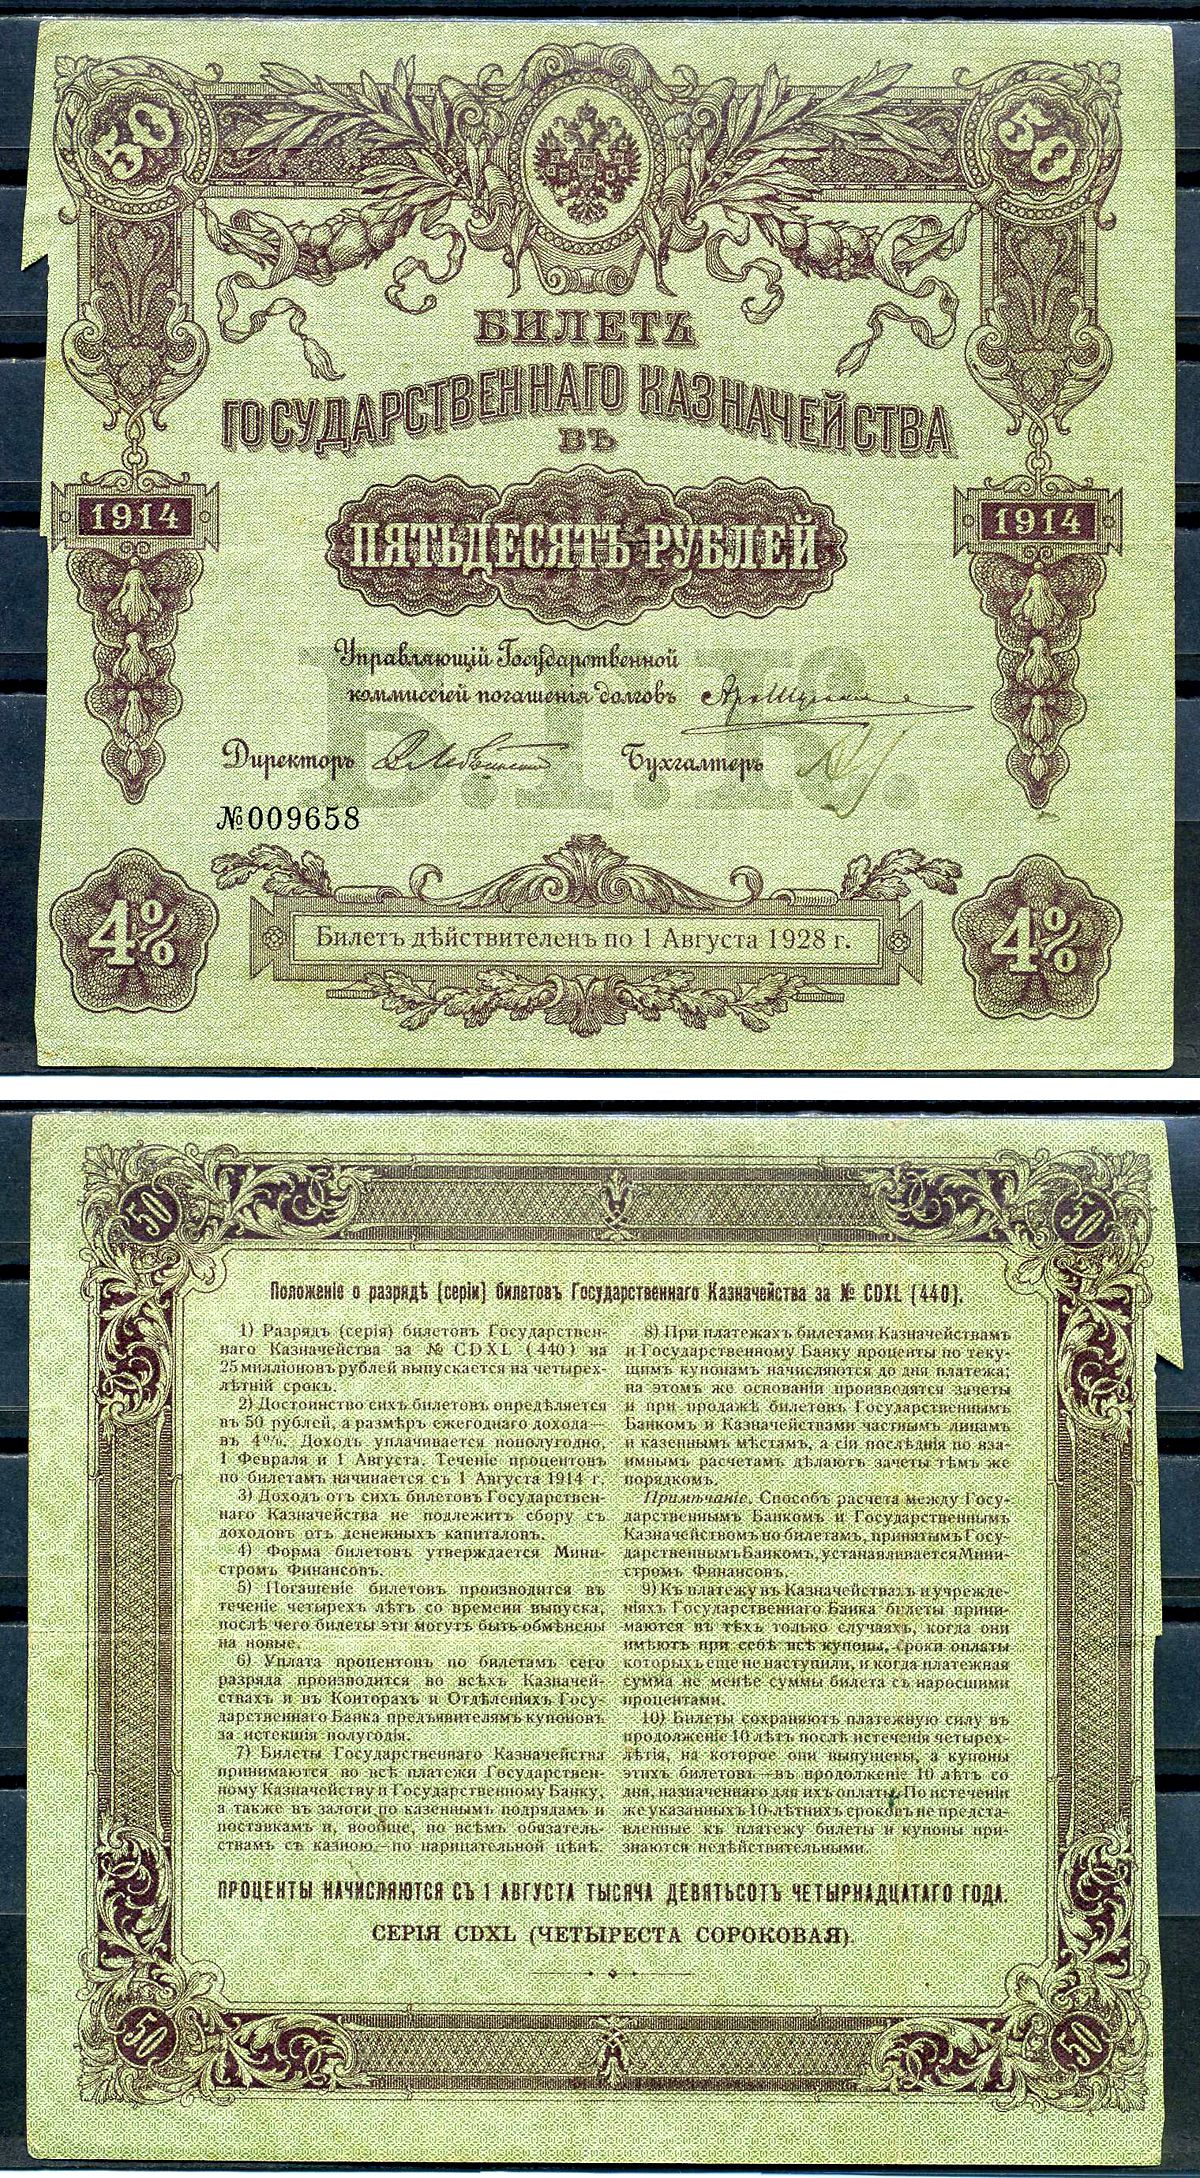 50
50
БИЛЕТЪ
ГОСУДАРСТВЕННАГО КАЗНАЧЕЙСТВА
ВЪ
1914
1914
ПЯТЬДЕСЯТЪ РУБЛЕЙ
Управляющій Государственной
коммиссіей погашенія долговъ
Б.Г.К.
Директоръ
Бухгалтеръ
№009658
4%
4%
Билетъ дѣйствителенъ по 1 Августа 1928 г.
50
50
Положеніе о разрядѣ (серіи) билетовъ Государственнаго Казначейства за № CDXL (440).
1) Разрядъ (серія) билетовъ Государствен-
наго Казначейства за № CDXL (440) на
25 милліоновъ рублей выпускается на четырех-
лѣтній срокъ.
2) Достоинство сихъ билетовъ опредѣляется
въ 50 рублей, а размѣръ ежегоднаго дохода—
въ 4%. Доходъ уплачивается пополугодно,
1 Февраля и 1 Августа. Теченіе процентовъ
по билетамъ начинается съ 1 Августа 1914 г.
3) Доходъ отъ сихъ билетовъ Государствен-
наго Казначейства не подлежитъ сбору съ
доходовъ отъ денежныхъ капиталовъ.
4) Форма билетовъ утверждается Мини-
стромъ Финансовъ.
5) Погашеніе билетовъ производится въ
теченіе четырехъ лѣтъ со времени выпуска,
послѣ чего билеты эти могутъ быть обмѣнены
на новые.
6) Уплата процентовъ по билетамъ сего
разряда производится во всѣхъ Казначей-
ствахъ и въ Конторахъ и Отдѣленіяхъ Госу-
дарственнаго Банка предъявителямъ купоновъ
за истекшія полугодія.
7) Билеты Государственнаго Казначейства
принимаются во всѣ платежи Государствен-
ному Казначейству и Государственному Банку,
а также въ залоги по казеннымъ подрядамъ и
поставкамъ и, вообще, по всѣмъ обязатель-
ствамъ съ казною—по нарицательной цѣнѣ.
8) При платежахъ билетами Казначействамъ
и Государственному Банку проценты по теку-
щимъ купонамъ начисляются до дня платежа;
на этомъ же основаніи производятся зачеты
и при продажѣ билетовъ Государственнымъ
Банкомъ и Казначействами частнымъ лицамъ
и казеннымъ мѣстамъ, а сіи послѣднія по вза-
имнымъ расчетамъ дѣлаютъ зачеты тѣмъ же
порядкомъ.
Примѣчаніе. Способъ расчета между Госу-
дарственнымъ Банкомъ и Государственнымъ
Казначействомъ по билетамъ, принятымъ Госу-
дарственнымъ Банкомъ, устанавливается Мини-
стромъ Финансовъ.
9) Къ платежу въ Казначействахъ и учрежде-
ніяхъ Государственнаго Банка билеты прини-
маются въ тѣхъ только случаяхъ, когда они
имѣютъ при себѣ всѣ купоны, сроки оплаты
которыхъ еще не наступили, и когда платежная
сумма не менѣе суммы билета съ наросшими
процентами.
10) Билеты сохраняютъ платежную силу въ
продолженіе 10 лѣтъ послѣ истеченія четырех-
лѣтія, на которое они выпущены, а купоны
этихъ билетовъ—въ продолженіе 10 лѣтъ со
дня, назначеннаго для ихъ оплаты. По истеченіи
же указанныхъ 10-лѣтнихъ сроковъ не предста-
вленные къ платежу билеты и купоны при-
знаются недѣйствительными.
ПРОЦЕНТЫ НАЧИСЛЯЮТСЯ СЪ 1 АВГУСТА ТЫСЯЧА ДЕВЯТЬСОТЪ ЧЕТЫРНАДЦАТАГО ГОДА.
СЕРІЯ CDXL (ЧЕТЫРЕСТА СОРОКОВАЯ).
50
50